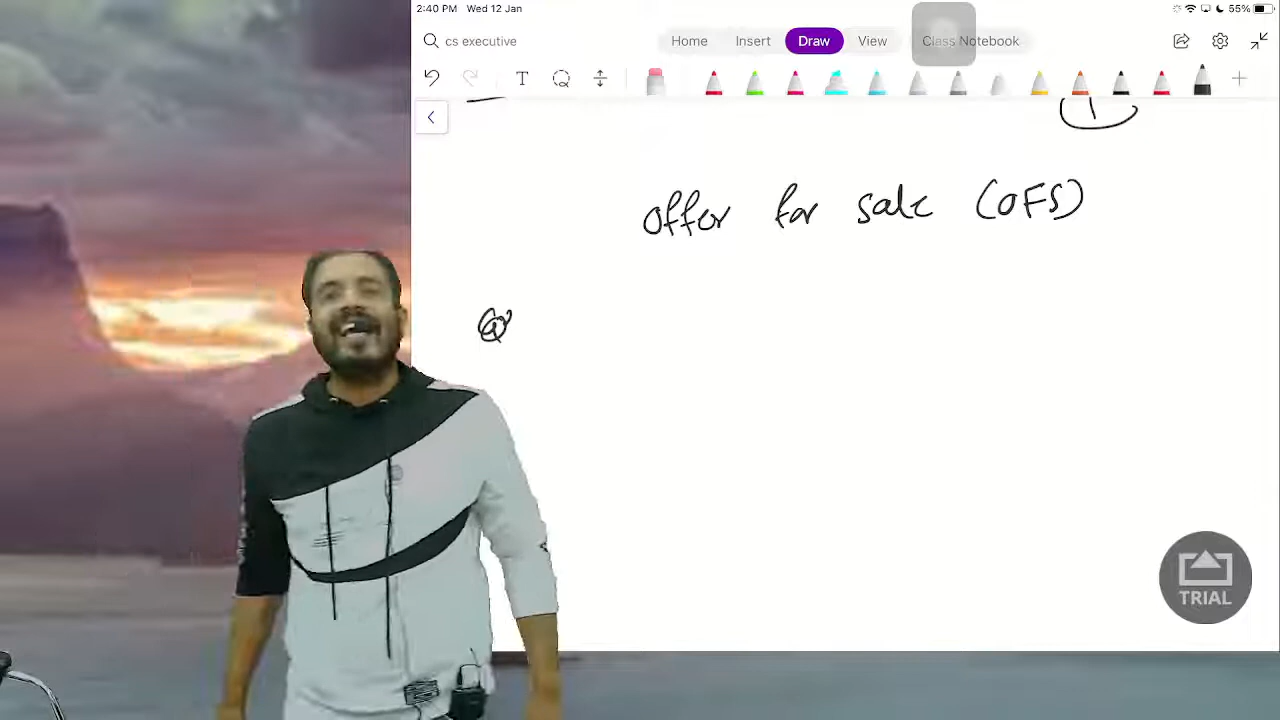 2:40 PM Wed 12 Jan
55%
cs executive
Home Insert Draw View Class Notebook
T
1
Offer for sale (OFS)
Q
TRIAL